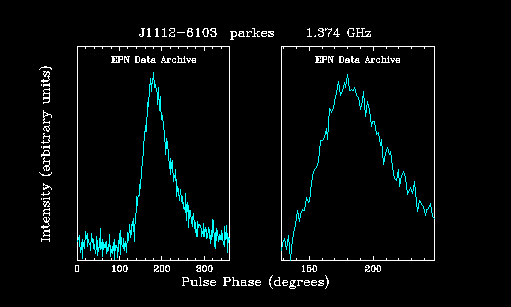 J1112-6103 parkes 1.374 GHz
EPN Data Archive EPN Data Archive
Intensity (arbitrary units)
0 100 200 300 150 200
Pulse Phase (degrees)